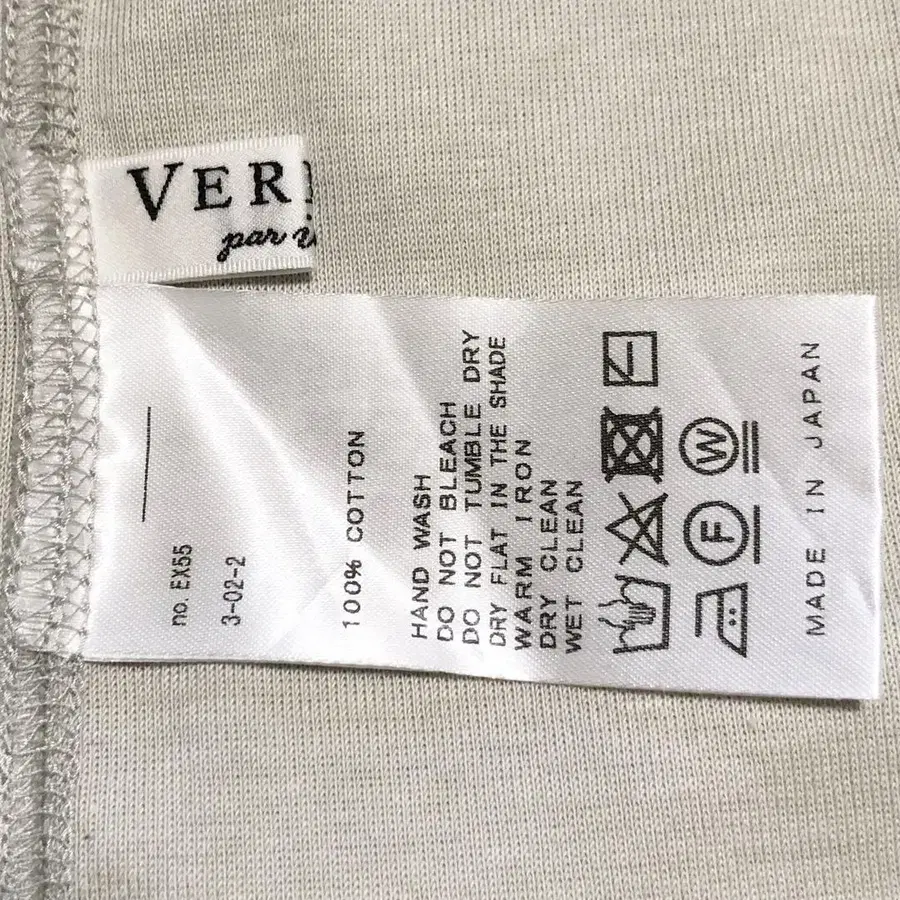 VER
par
no. EX55
3-02-2
100% COTTON
HAND WASH
DO NOT BLEACH
DO NOT TUMBLE DRY
DRY FLAT IN THE SHADE
WARM IRON
DRY CLEAN
WET CLEAN
F W
MADE IN JAPAN